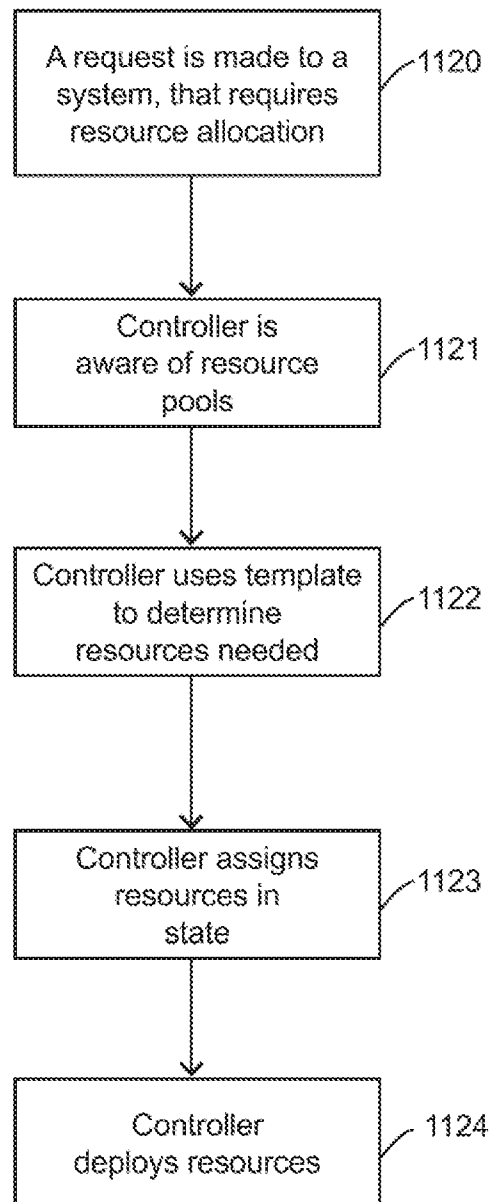 A request is made to a
system, that requires
resource allocation
1120
Controller is
aware of resource
pools
1121
Controller uses template
to determine
resources needed
1122
Controller assigns
resources in
state
1123
Controller
deploys resources
1124